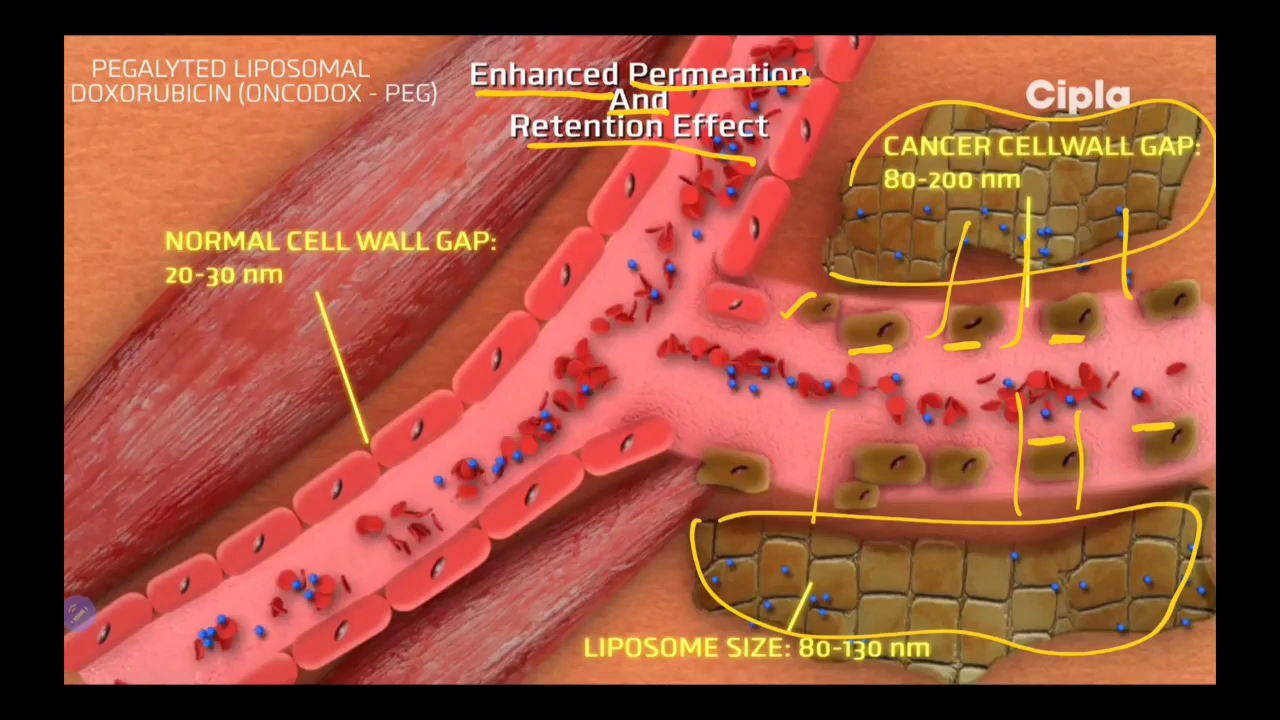 PEGALYTED LIPOSOMAL
DOXORUBICIN (ONCODOX - PEG)
Enhanced Permeation
And
Retention Effect
Cipla
CANCER CELLWALL GAP:
80-200 nm
NORMAL CELL WALL GAP:
20-30 nm
LIPOSOME SIZE: 80-130 nm